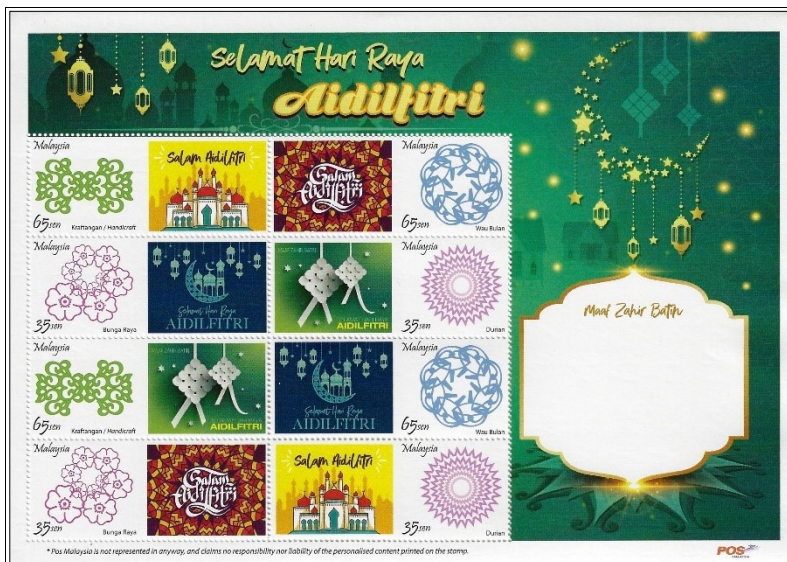 Selamat Hari Raya
Aidilfitri
Malaysia
65sen
Kraftangan / Handicraft
Salam Aidilfitri
Salam
Aidilfitri
Malaysia
65sen
Wau Bulan
Malaysia
35sen
Bunga Raya
Selamat Hari Raya
AIDILFITRI
AIDILFITRI
Malaysia
35sen
Durian
Malaysia
65sen
Kraftangan / Handicraft
AIDILFITRI
Selamat Hari Raya
AIDILFITRI
Malaysia
65sen
Wau Bulan
Malaysia
35sen
Bunga Raya
Salam
Aidilfitri
Salam Aidilfitri
Malaysia
35sen
Durian
Maaf Zahir Batin
* Pos Malaysia is not represented in anyway, and claims no responsibility nor liability of the personalised content printed on the stamp.
POS